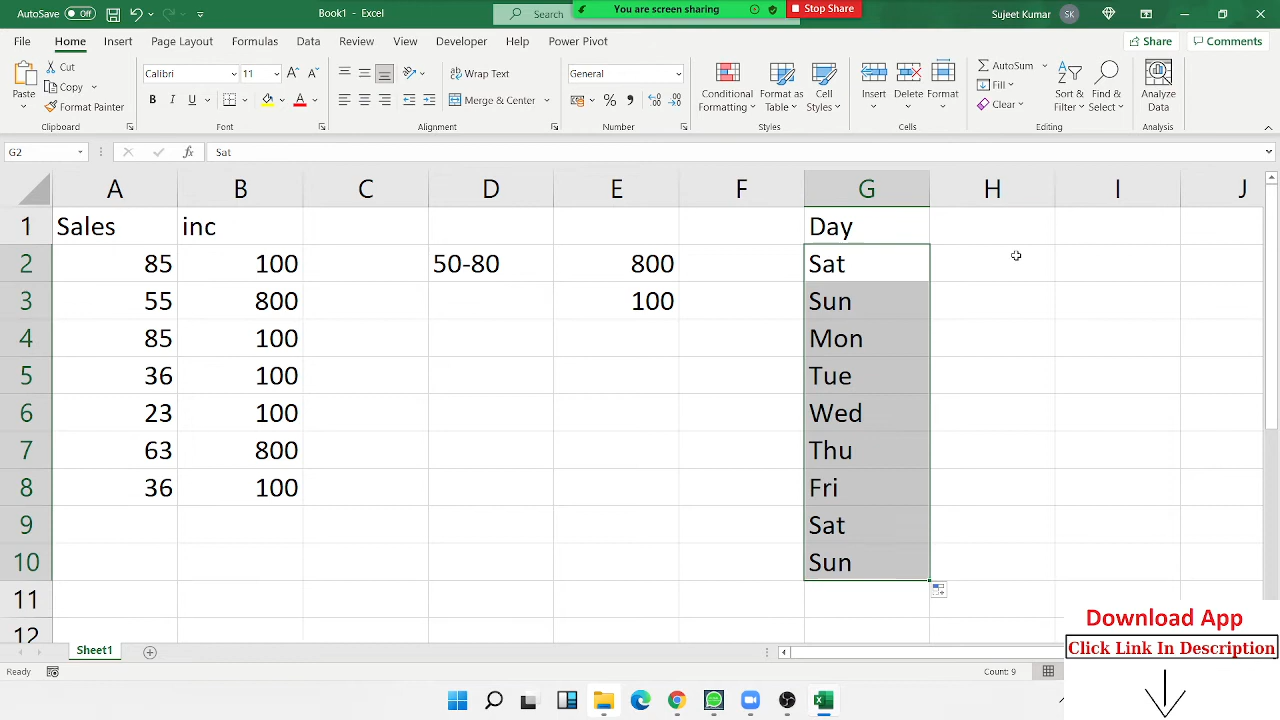 AutoSave Off Book1 - Excel Search You are screen sharing Stop Share Sujeet Kumar SK
File Home Insert Page Layout Formulas Data Review View Developer Help Power Pivot Share Comments
Paste Cut Copy Format Painter Clipboard
Calibri 11 B I U A Font
Wrap Text Merge & Center Alignment
General % Number
Conditional Formatting Format as Table Cell Styles Styles
Insert Delete Format Cells
AutoSum Fill Clear Sort & Filter Find & Select Editing
Analyze Data Analysis
G2 fx Sat
A B C D E F G H I J
1 Sales inc Day
2 85 100 50-80 800 Sat
3 55 800 100 Sun
4 85 100 Mon
5 36 100 Tue
6 23 100 Wed
7 63 800 Thu
8 36 100 Fri
9 Sat
10 Sun
11
12
Download App
Click Link In Description
Sheet1
Ready Count: 9